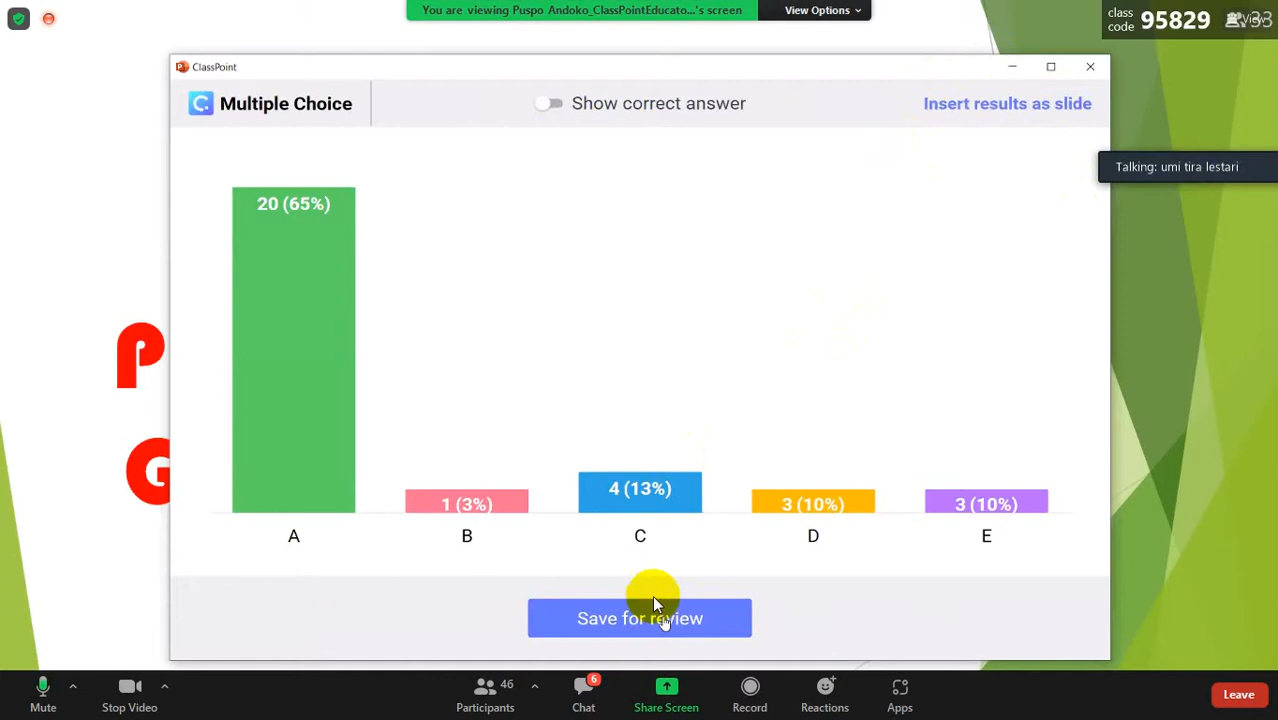 You are viewing Puspo Andoko_ClassPointEducato...'s screen
View Options
class code 95829
33
ClassPoint
Multiple Choice
Show correct answer
Insert results as slide
Talking: umi tira lestari
20 (65%)
1 (3%)
4 (13%)
3 (10%)
3 (10%)
A
B
C
D
E
P
G
Save for review
Mute
Stop Video
46
Participants
6
Chat
Share Screen
Record
Reactions
Apps
Leave